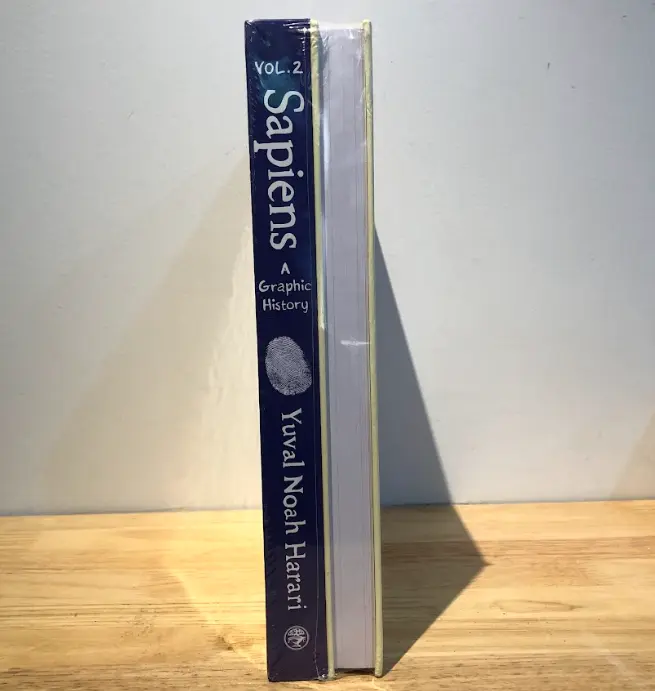 VOL.2
Sapiens
A
Graphic
History
Yuval Noah Harari